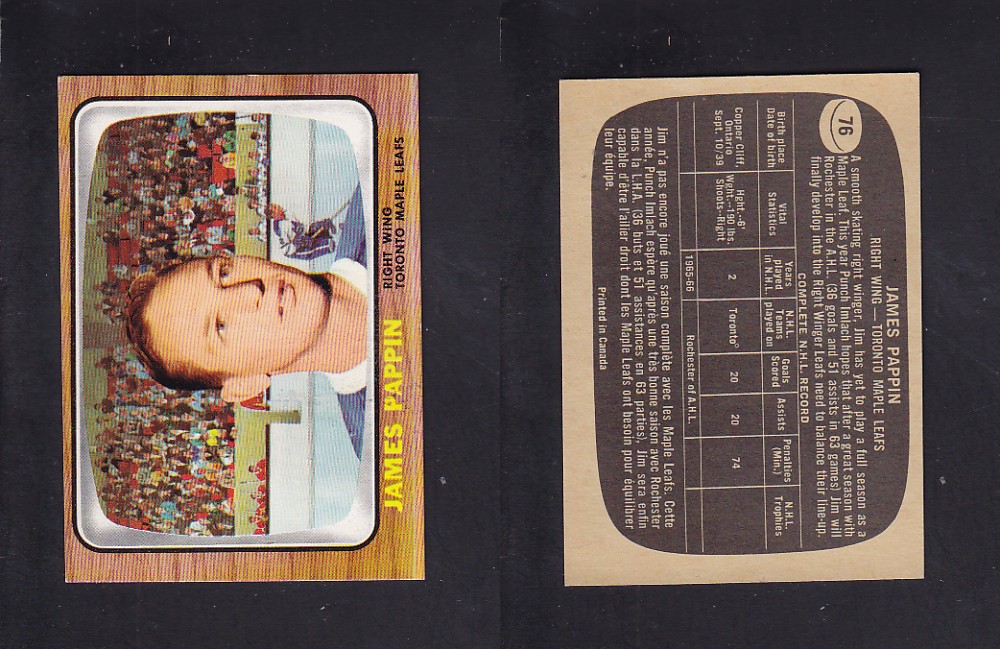 JAMES PAPPIN
RIGHT WING
TORONTO MAPLE LEAFS
76
JAMES PAPPIN
RIGHT WING — TORONTO MAPLE LEAFS
A smooth skating right winger, Jim has yet to play a full season as a
Maple Leaf. This year Punch Imlach hopes that after a great season with
Rochester in the A.H.L. (36 goals and 51 assists in 63 games) Jim will
finally develop into the Right Winger Leafs need to balance their line-up.
COMPLETE N.H.L. RECORD
Birth place Date of birth | Vital Statistics | Years played in N.H.L. | N.H.L. Teams played on | Goals Scored | Assists | Penalties (Min.) | N.H.L. Trophies
Copper Cliff, Ontario Sept. 10/39 | Hght.--6' Wght.--1 6 lbs. Shoots--Right | 2 | Toronto | 20 | 20 | 74
1965-66 Rochester of A.H.L.
Jim n'a pas encore joué une saison complète avec les Maple Leafs. Cette
année, Punch Imlach espère qu'après une très bonne saison avec Rochester
dans la L.H.A. (36 buts et 51 assistances en 63 parties), Jim sera enfin
capable d'être l'ailier droit dont les Maple Leafs ont besoin pour équilibrer
leur équipe.
Printed in Canada